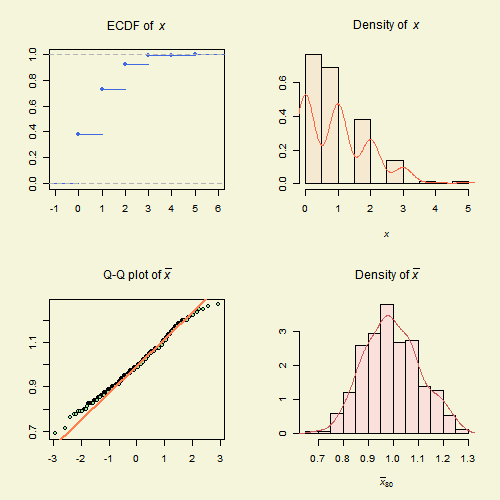 ECDF of x
Density of x
0.0 0.2 0.4 0.6 0.8 1.0
-1 0 1 2 3 4 5 6
0.0 0.2 0.4 0.6
0 1 2 3 4 5
x
Q-Q plot of x̅
Density of x̅
0.7 0.9 1.1
-3 -2 -1 0 1 2 3
0 1 2 3
0.7 0.8 0.9 1.0 1.1 1.2 1.3
x̅80